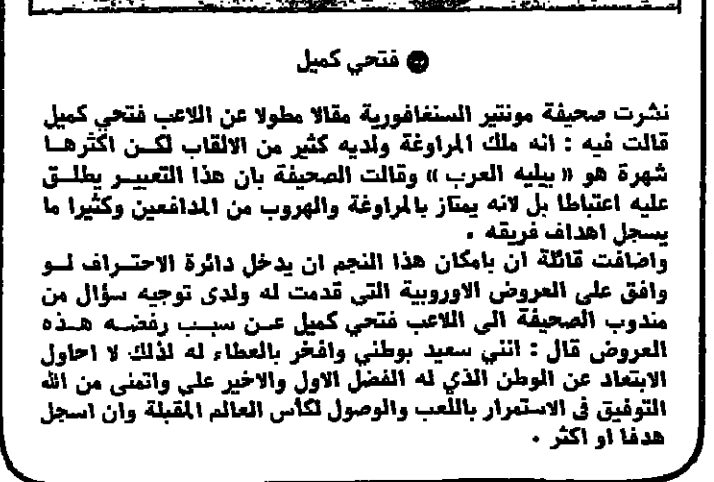 فتحي كميل
نشرت صحيفة مونتير السنغافورية مقالا مطولا عن اللاعب فتحي كميل
قالت فيه : انه ملك المراوغة ولديه كثير من الالقاب لكن اكثرها
شهرة هو « بيليه العرب » وقالت الصحيفة بان هذا التعبير يطلق
عليه اعتباطا بل لانه يمتاز بالمراوغة والهروب من المدافعين وكثيرا ما
يسجل اهداف فريقه .
واضافت قائلة ان بامكان هذا النجم ان يدخل دائرة الاحتراف لو
وافق على العروض الاوروبية التي قدمت له ولدى توجيه سؤال من
مندوب الصحيفة الى اللاعب فتحي كميل عن سبب رفضه هذه
العروض قال : انني سعيد بوطني وافخر بالعطاء له لذلك لا احاول
الابتعاد عن الوطن الذي له الفضل الاول والاخير علي واتمنى من الله
التوفيق في الاستمرار باللعب والوصول لكأس العالم المقبلة وان اسجل
هدفا او اكثر .